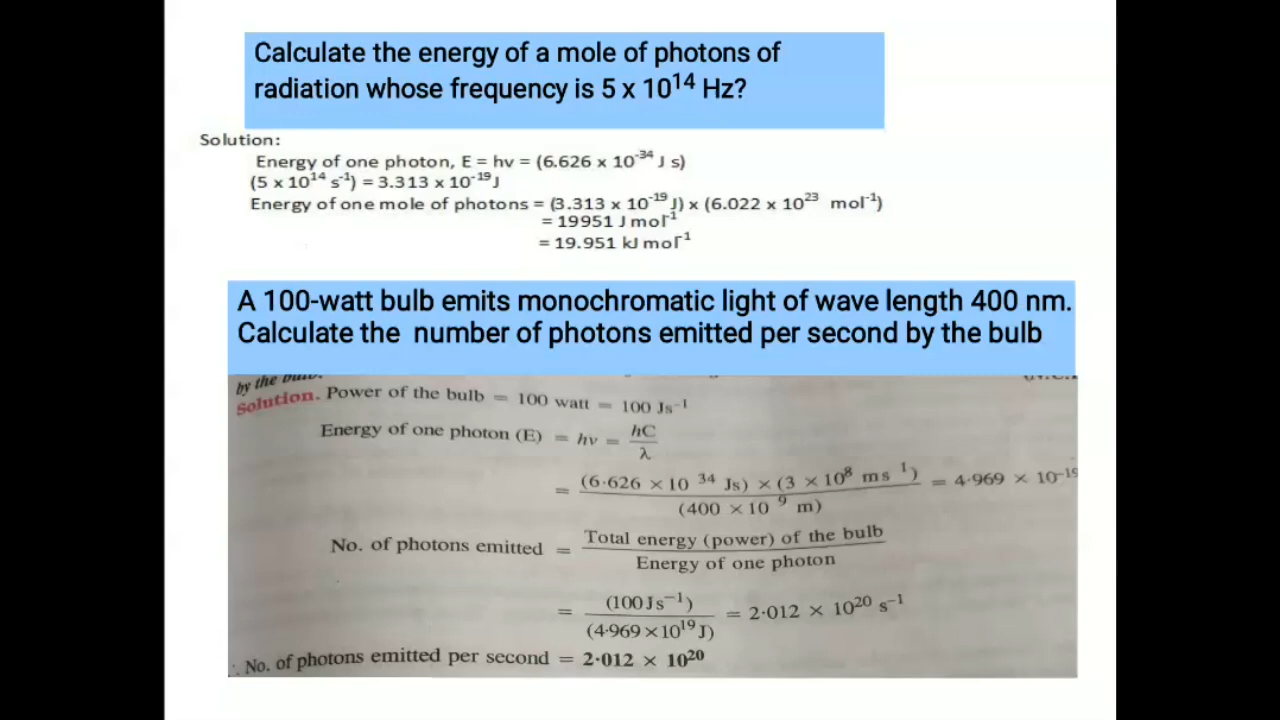 Calculate the energy of a mole of photons of
radiation whose frequency is 5 x 10¹⁴ Hz?
Solution:
Energy of one photon, E = hv = (6.626 x 10⁻³⁴ J s)
(5 x 10¹⁴ s⁻¹) = 3.313 x 10⁻¹⁹ J
Energy of one mole of photons = (3.313 x 10⁻¹⁹ J) x (6.022 x 10²³ mol⁻¹)
= 19951 J mol⁻¹
= 19.951 kJ mol⁻¹
A 100-watt bulb emits monochromatic light of wave length 400 nm.
Calculate the number of photons emitted per second by the bulb
by the
Solution. Power of the bulb = 100 watt = 100 Js⁻¹
Energy of one photon (E) = hν = hC
λ
= (6·626 × 10 ³⁴ Js) × (3 × 10⁸ ms ¹) = 4·969 × 10⁻¹⁹
(400 × 10 ⁹ m)
No. of photons emitted = Total energy (power) of the bulb
Energy of one photon
= (100 Js⁻¹) = 2·012 × 10²⁰ s⁻¹
(4·969 × 10¹⁹ J)
∴ No. of photons emitted per second = 2·012 × 10²⁰